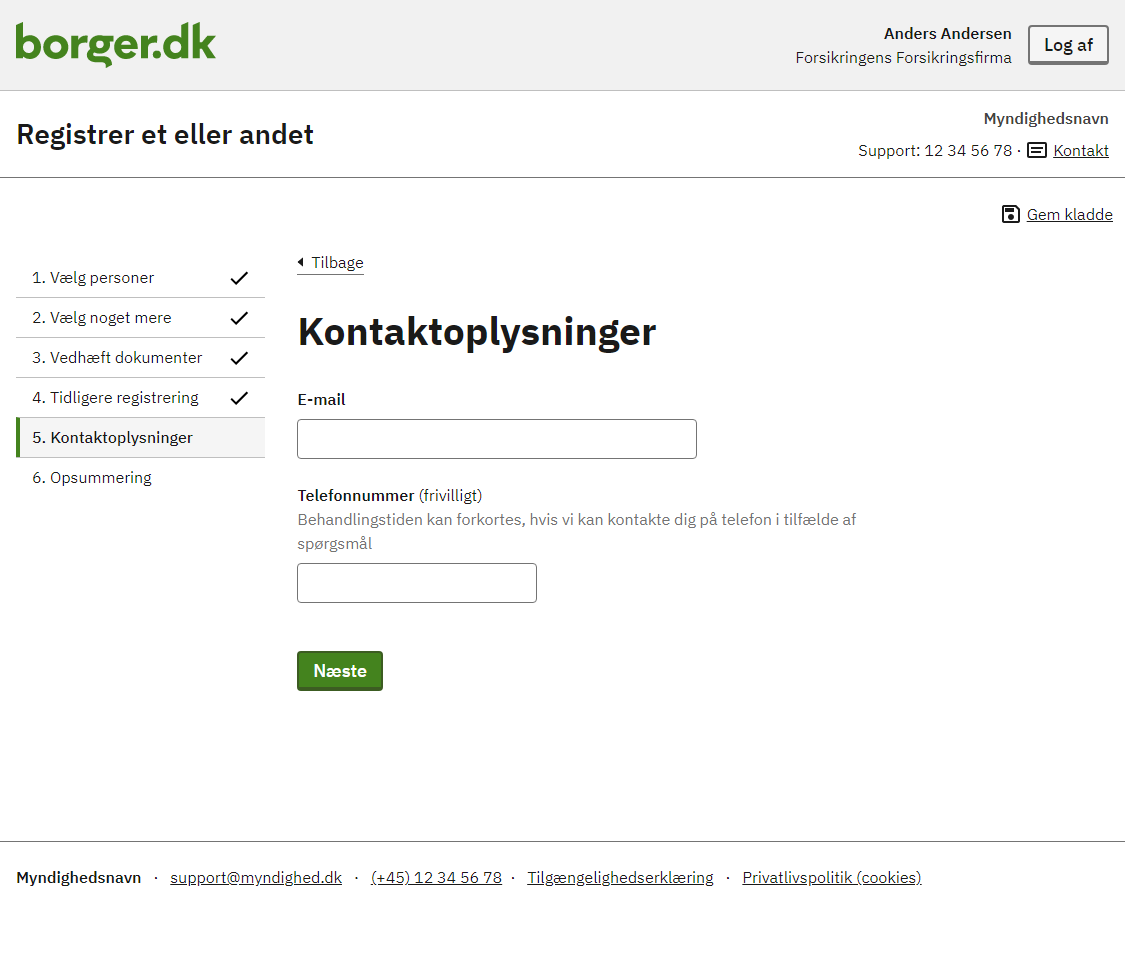 borger.dk
Anders Andersen
Forsikringens Forsikringsfirma
Log af
Registrer et eller andet
Myndighedsnavn
Support: 12 34 56 78 · Kontakt
Gem kladde
1. Vælg personer
2. Vælg noget mere
3. Vedhæft dokumenter
4. Tidligere registrering
5. Kontaktoplysninger
6. Opsummering
Tilbage
Kontaktoplysninger
E-mail
Telefonnummer (frivilligt)
Behandlingstiden kan forkortes, hvis vi kan kontakte dig på telefon i tilfælde af
spørgsmål
Næste
Myndighedsnavn · support@myndighed.dk · (+45) 12 34 56 78 · Tilgængelighedserklæring · Privatlivspolitik (cookies)